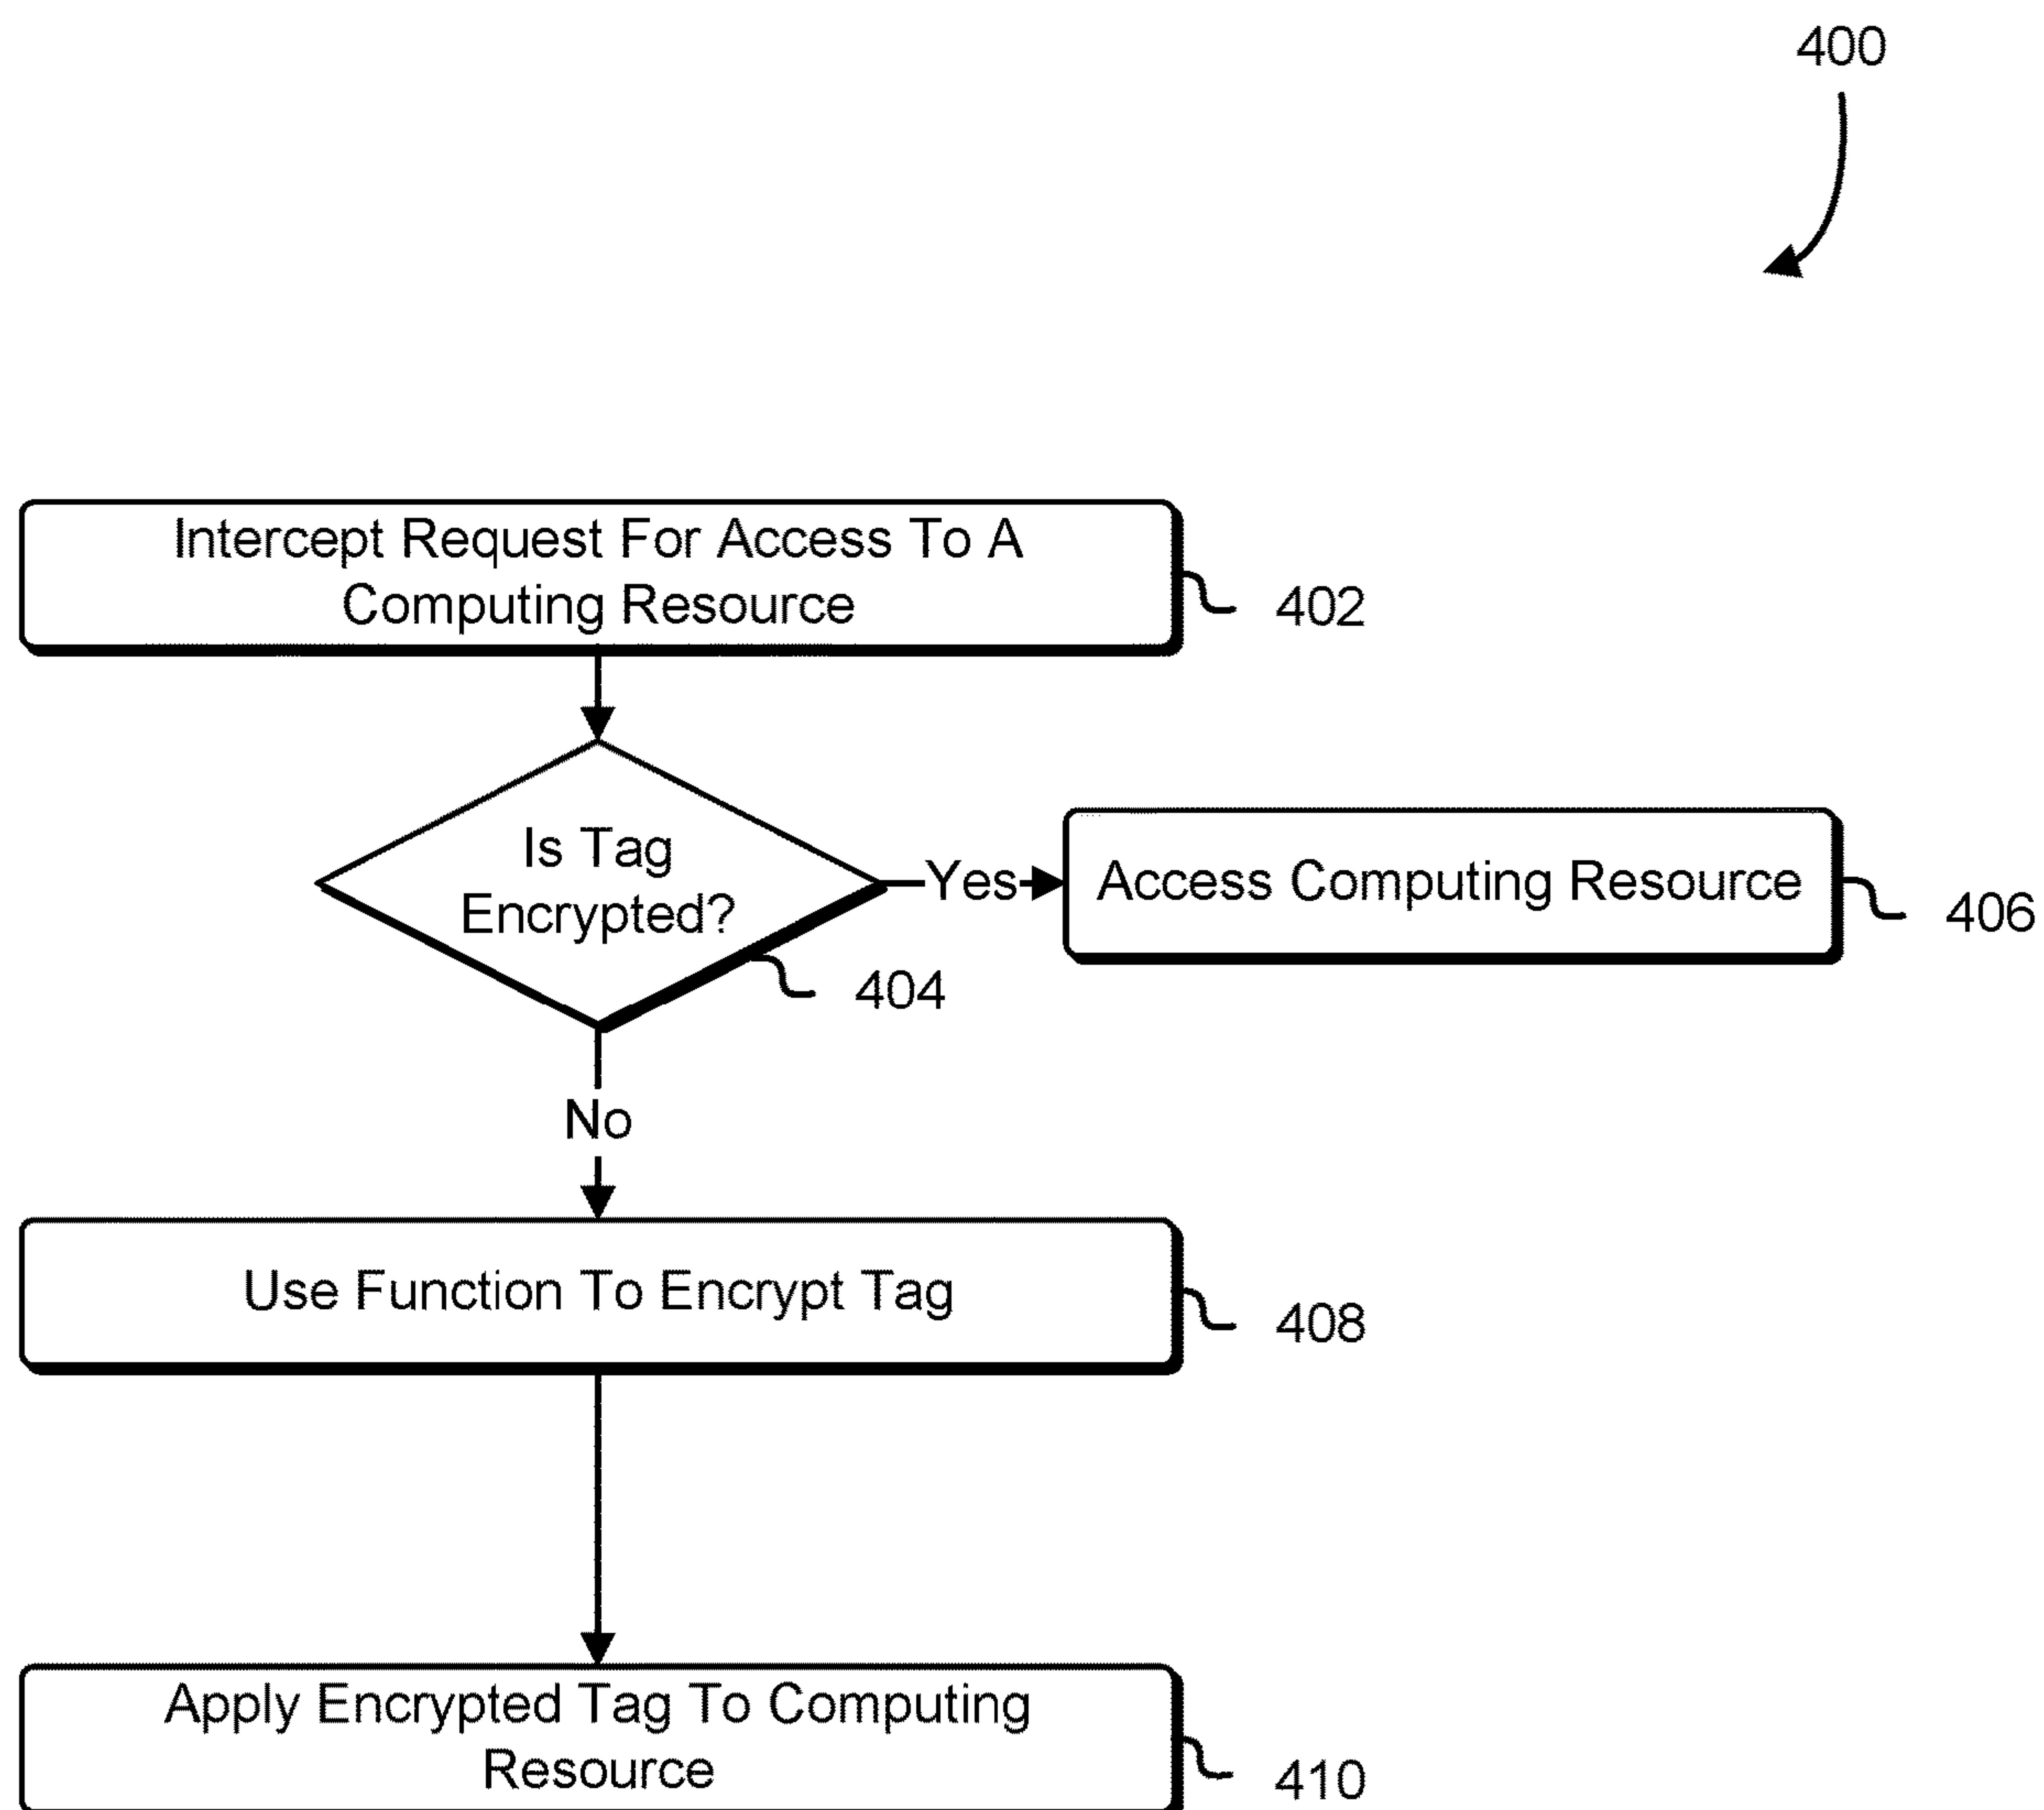 400
Intercept Request For Access To A
Computing Resource
402
Is Tag
Encrypted?
404
Yes
Access Computing Resource
406
No
Use Function To Encrypt Tag
408
Apply Encrypted Tag To Computing
Resource
410